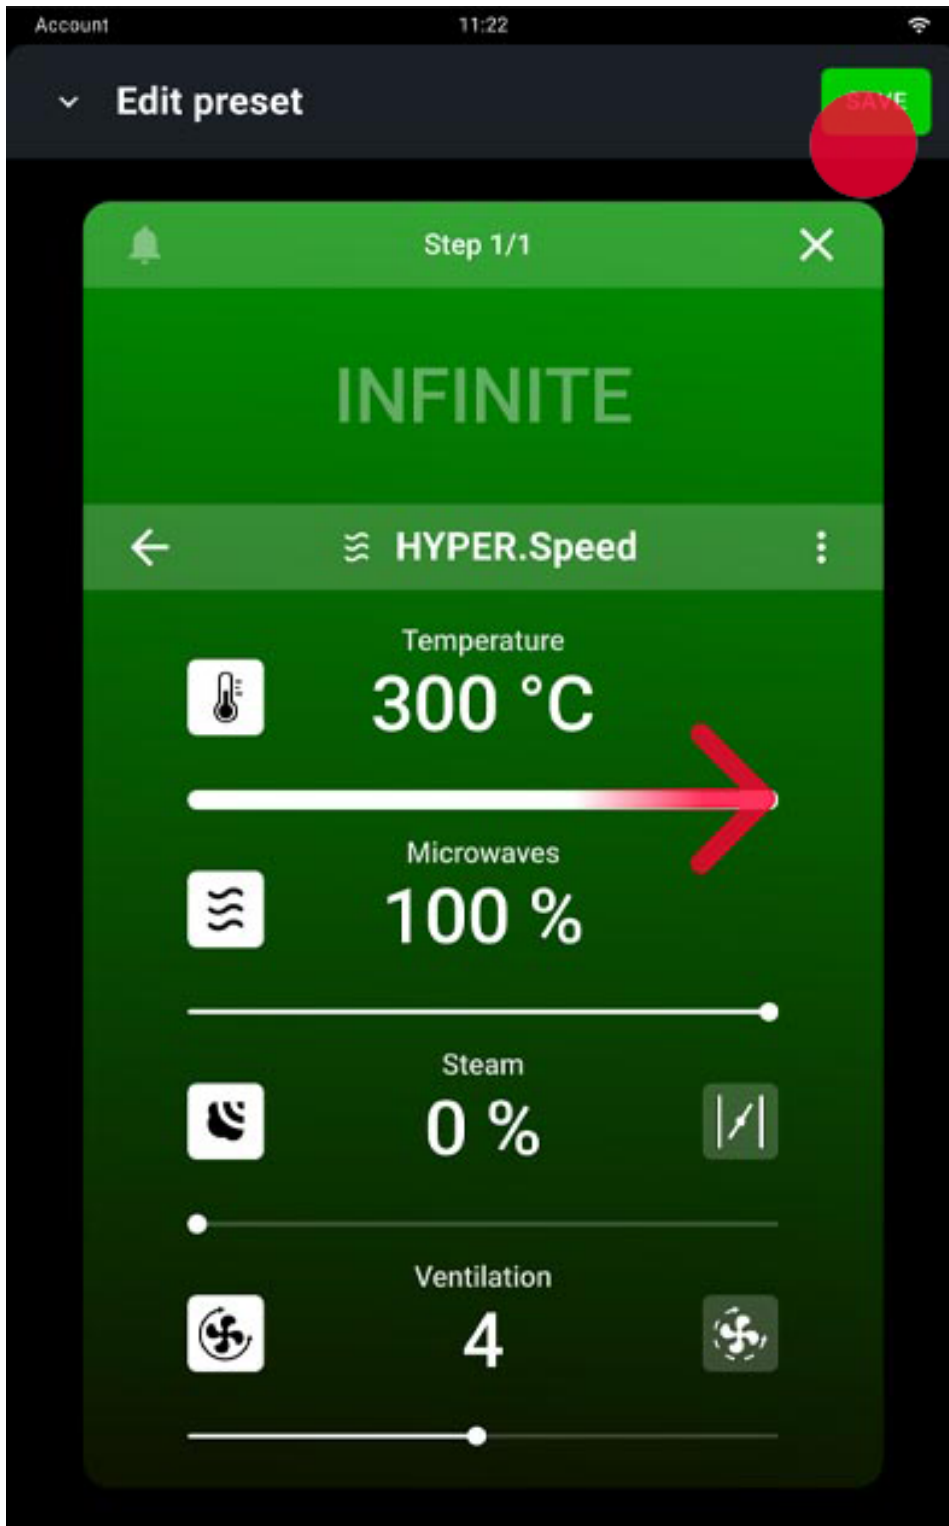 Account
11:22
Edit preset
SAVE
Step 1/1
INFINITE
HYPER.Speed
Temperature
300 °C
Microwaves
100 %
Steam
0 %
Ventilation
4